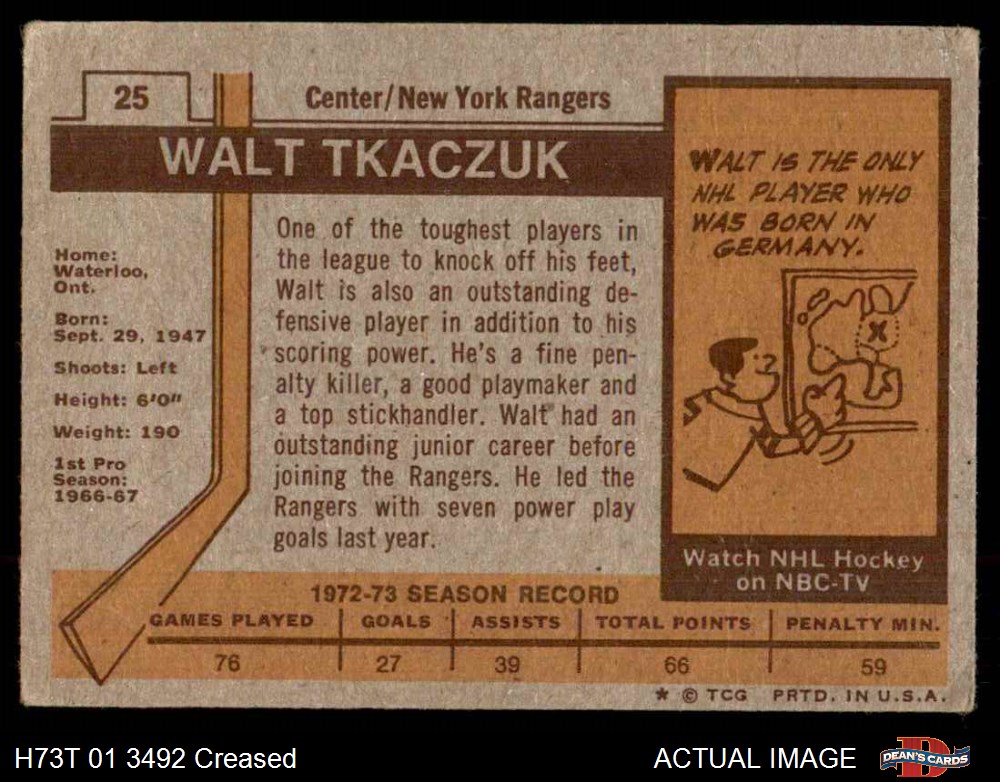 25
Center/New York Rangers
WALT TKACZUK
Home:
Waterloo,
Ont.
Born:
Sept. 29, 1947
Shoots: Left
Height: 6'0"
Weight: 190
1st Pro
Season:
1966-67
One of the toughest players in
the league to knock off his feet,
Walt is also an outstanding de-
fensive player in addition to his
scoring power. He's a fine pen-
alty killer, a good playmaker and
a top stickhandler. Walt had an
outstanding junior career before
joining the Rangers. He led the
Rangers with seven power play
goals last year.
WALT IS THE ONLY
NHL PLAYER WHO
WAS BORN IN
GERMANY.
X
Watch NHL Hockey
on NBC-TV
1972-73 SEASON RECORD
GAMES PLAYED GOALS ASSISTS TOTAL POINTS PENALTY MIN.
76 27 39 66 59
* © TCG PRTD. IN U.S.A.
H73T 01 3492 Creased
ACTUAL IMAGE
D
DEAN'S CARDS